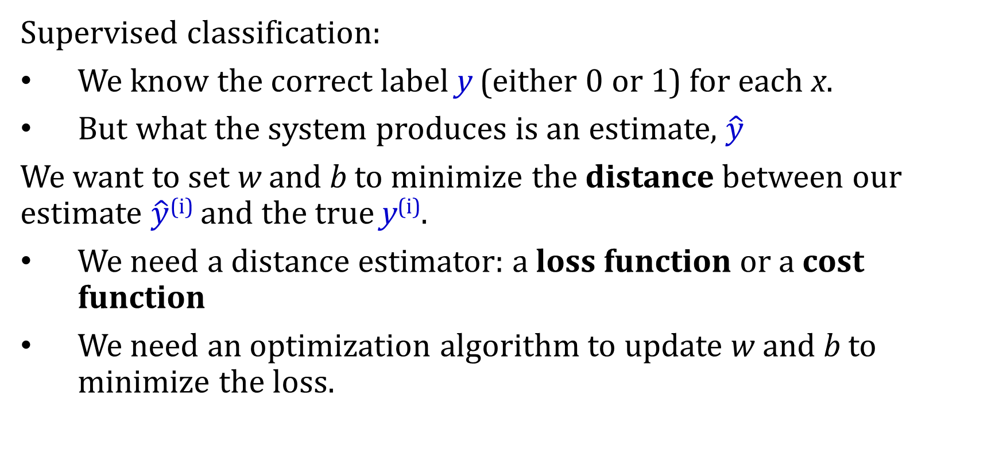 Supervised classification:
• We know the correct label y (either 0 or 1) for each x.
• But what the system produces is an estimate, ŷ
We want to set w and b to minimize the distance between our
estimate ŷ⁽ⁱ⁾ and the true y⁽ⁱ⁾.
• We need a distance estimator: a loss function or a cost
function
• We need an optimization algorithm to update w and b to
minimize the loss.